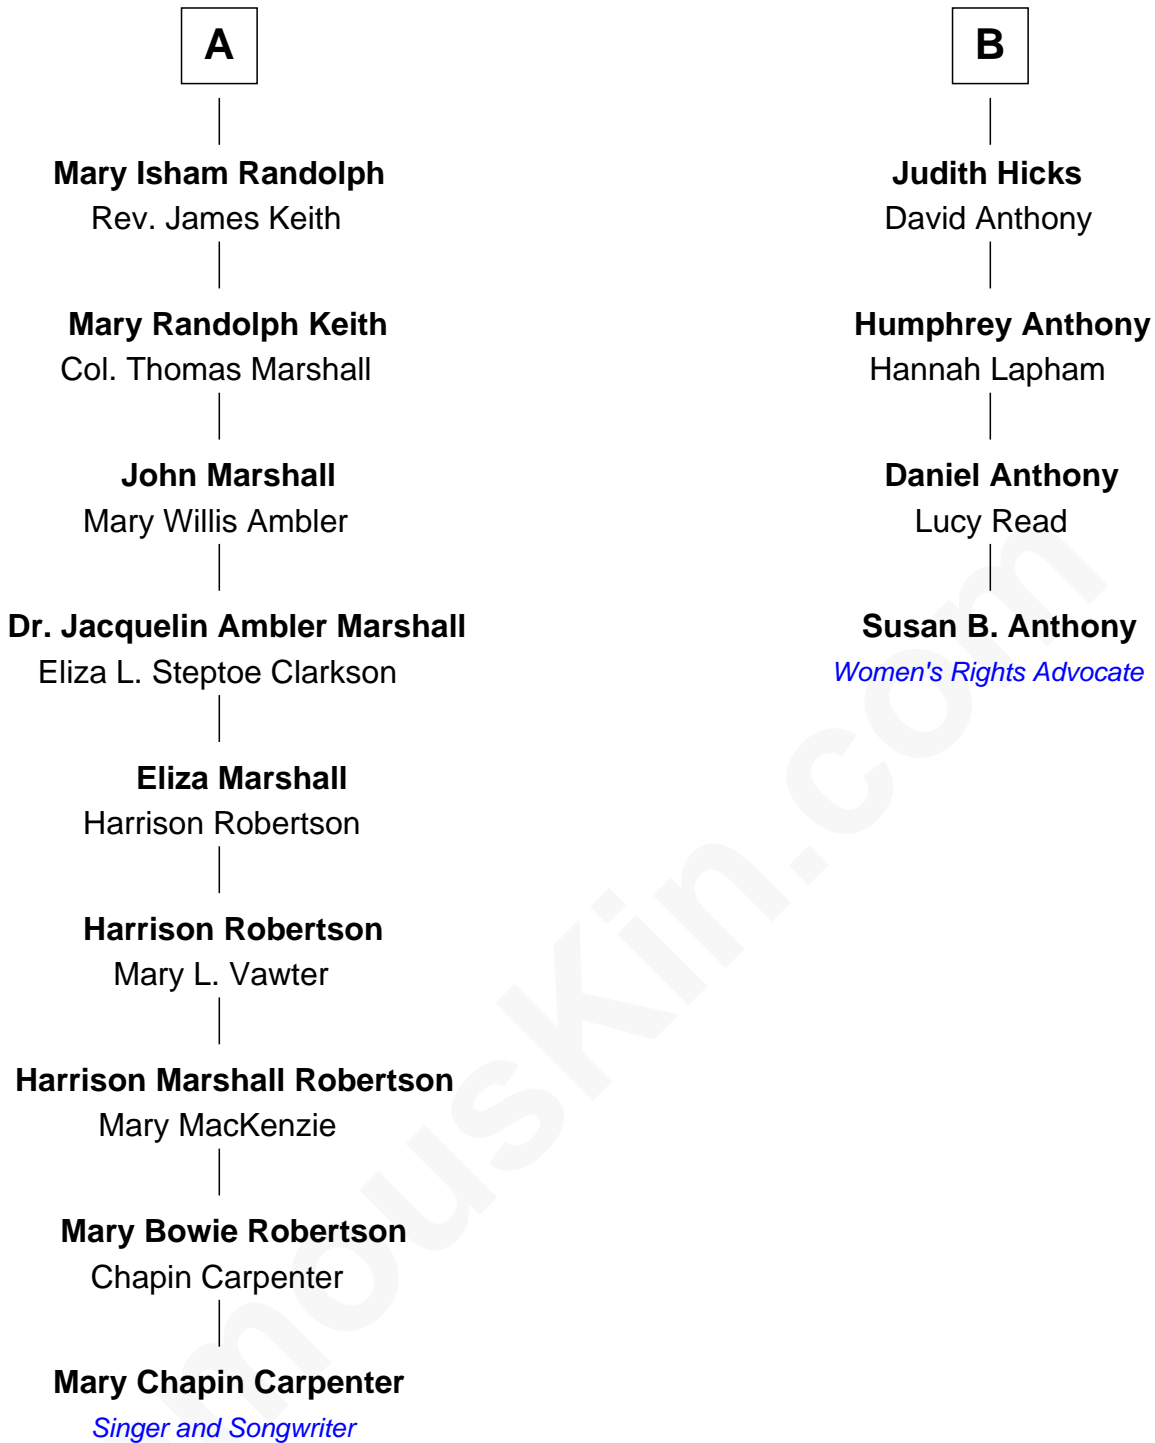 A
Mary Isham Randolph
Rev. James Keith
Mary Randolph Keith
Col. Thomas Marshall
John Marshall
Mary Willis Ambler
Dr. Jacquelin Ambler Marshall
Eliza L. Steptoe Clarkson
Eliza Marshall
Harrison Robertson
Harrison Robertson
Mary L. Vawter
Harrison Marshall Robertson
Mary MacKenzie
Mary Bowie Robertson
Chapin Carpenter
Mary Chapin Carpenter
Singer and Songwriter
B
Judith Hicks
David Anthony
Humphrey Anthony
Hannah Lapham
Daniel Anthony
Lucy Read
Susan B. Anthony
Women's Rights Advocate
mousKin.com